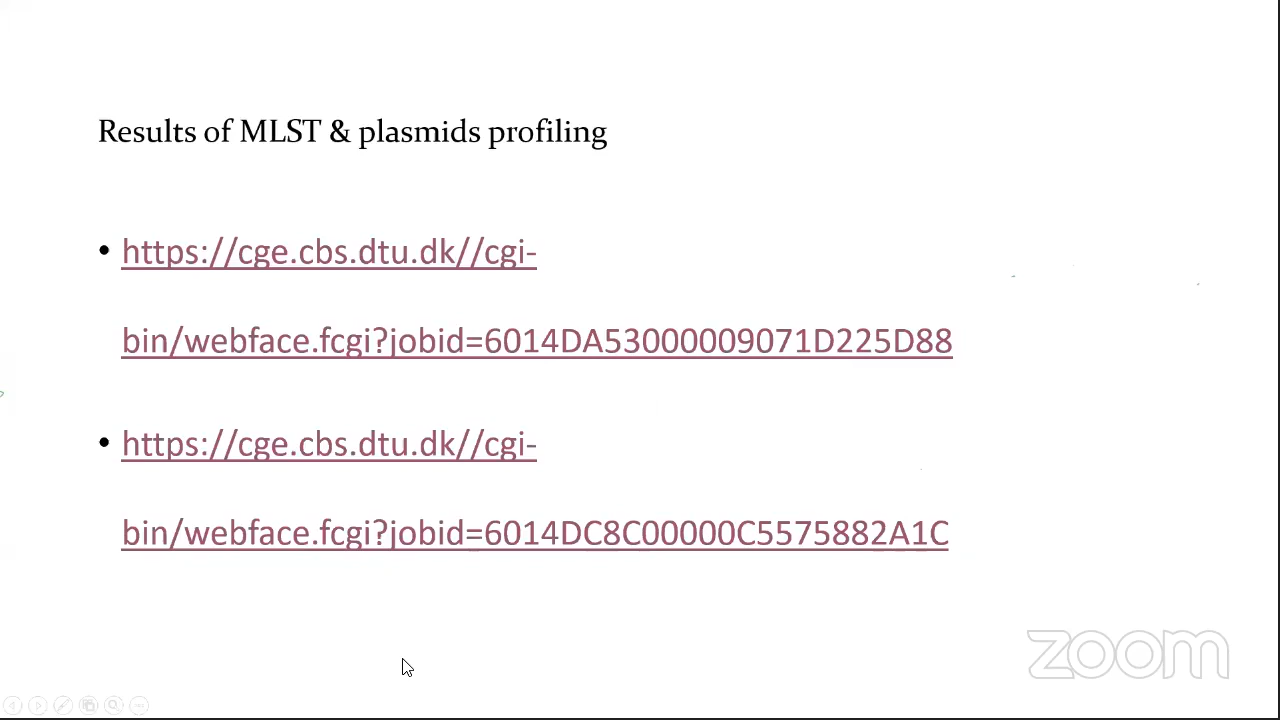 Results of MLST & plasmids profiling
• https://cge.cbs.dtu.dk//cgi-
bin/webface.fcgi?jobid=6014DA53000009071D225D88
• https://cge.cbs.dtu.dk//cgi-
bin/webface.fcgi?jobid=6014DC8C00000C5575882A1C
zoom